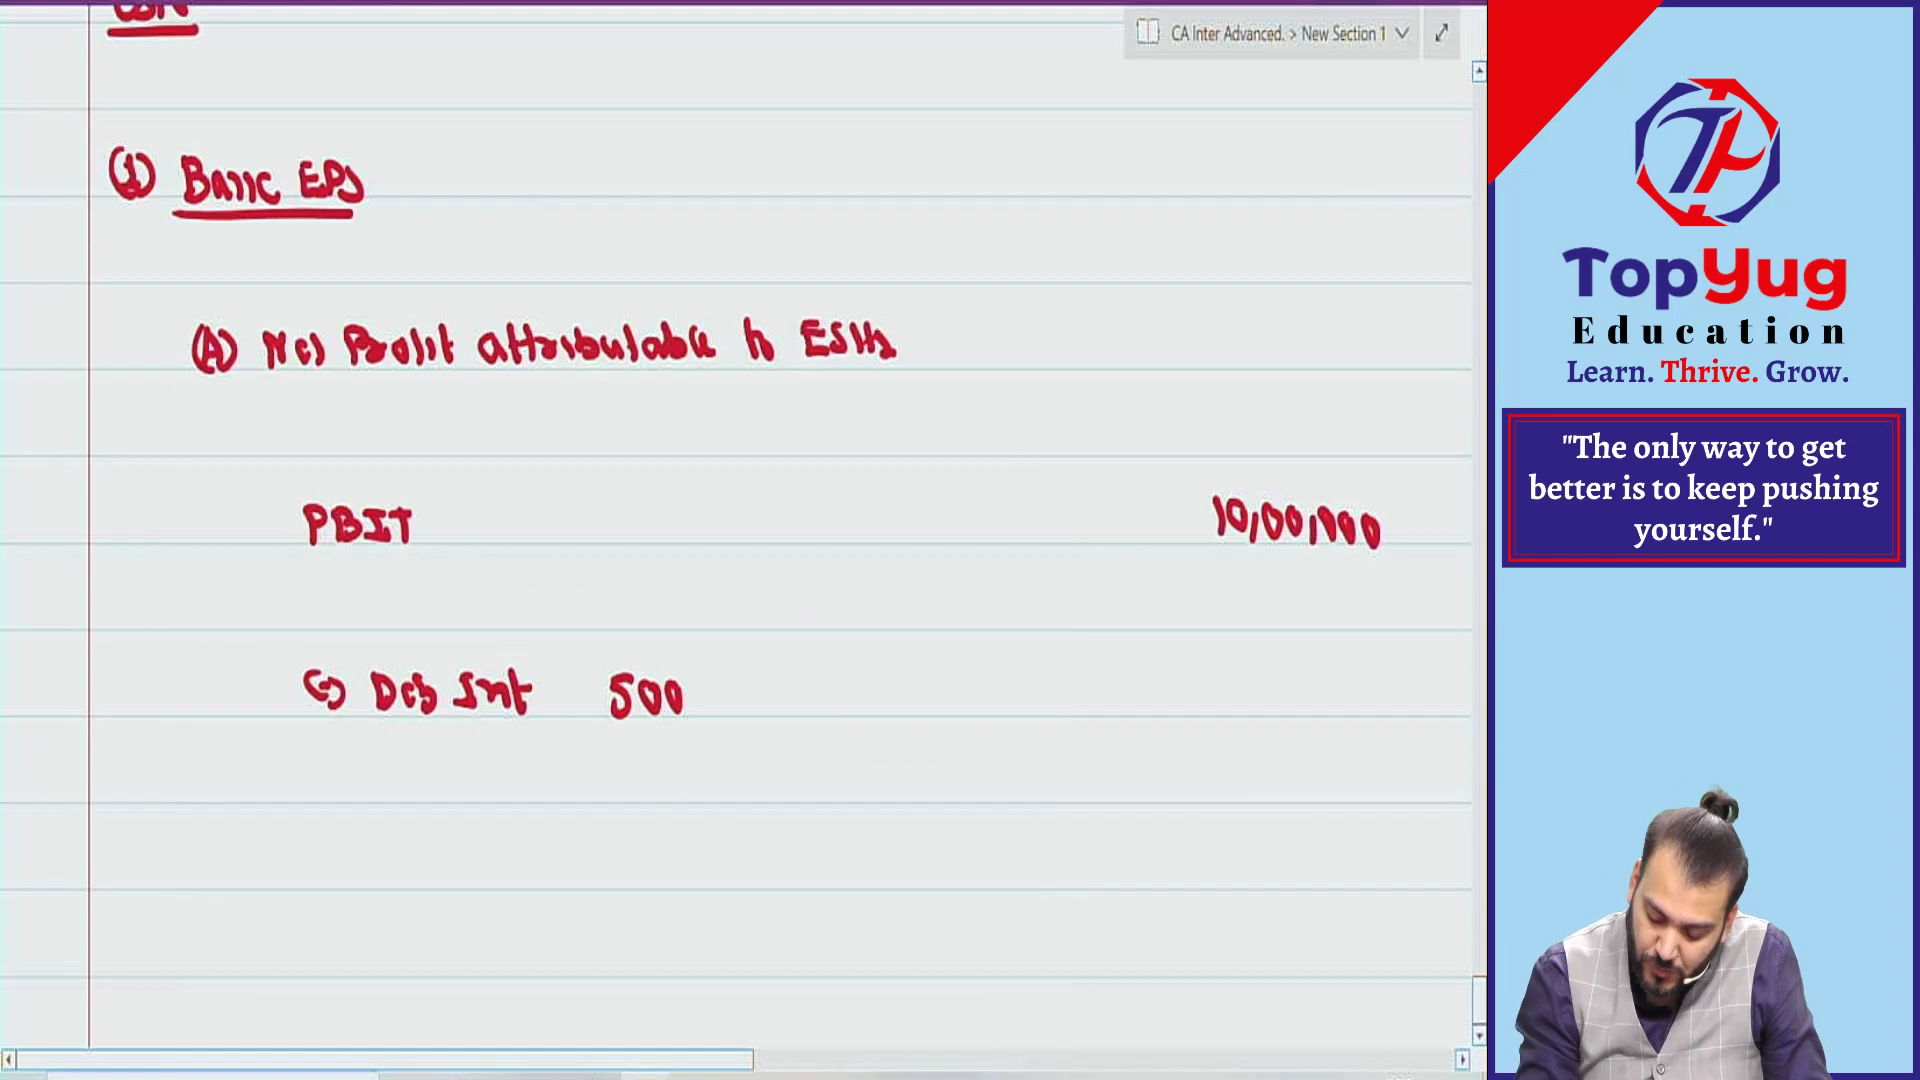 CA Inter Advanced. > New Section 1
① Basic EPS
(A) Net Profit attributable to ESHs
PBIT 10,00,000
(-) Deb Int 500
TopYug
Education
Learn. Thrive. Grow.
"The only way to get
better is to keep pushing
yourself."